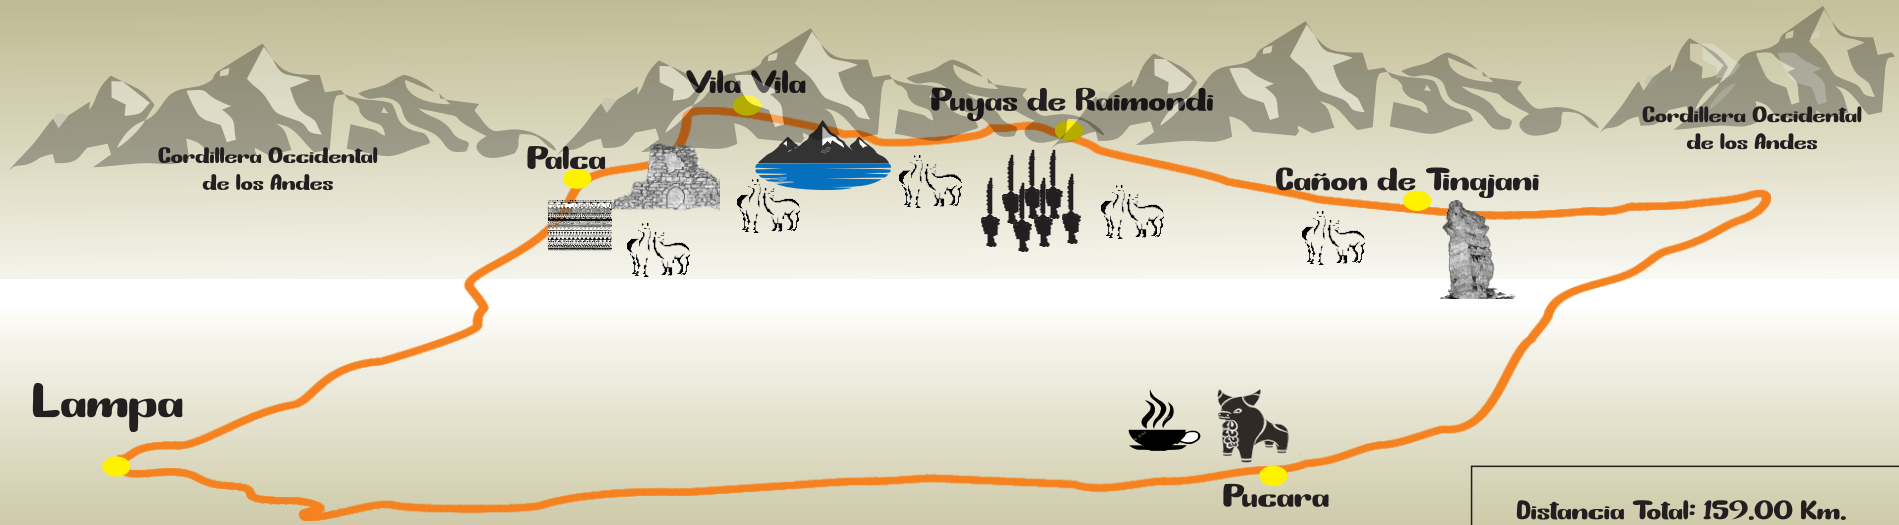 Vila Vila
Puyas de Raimondi
Cordillera Occidental
de los Andes
Cordillera Occidental
de los Andes
Palca
Cañon de Tinajani
Lampa
Pucara
Distancia Total: 159.00 Km.